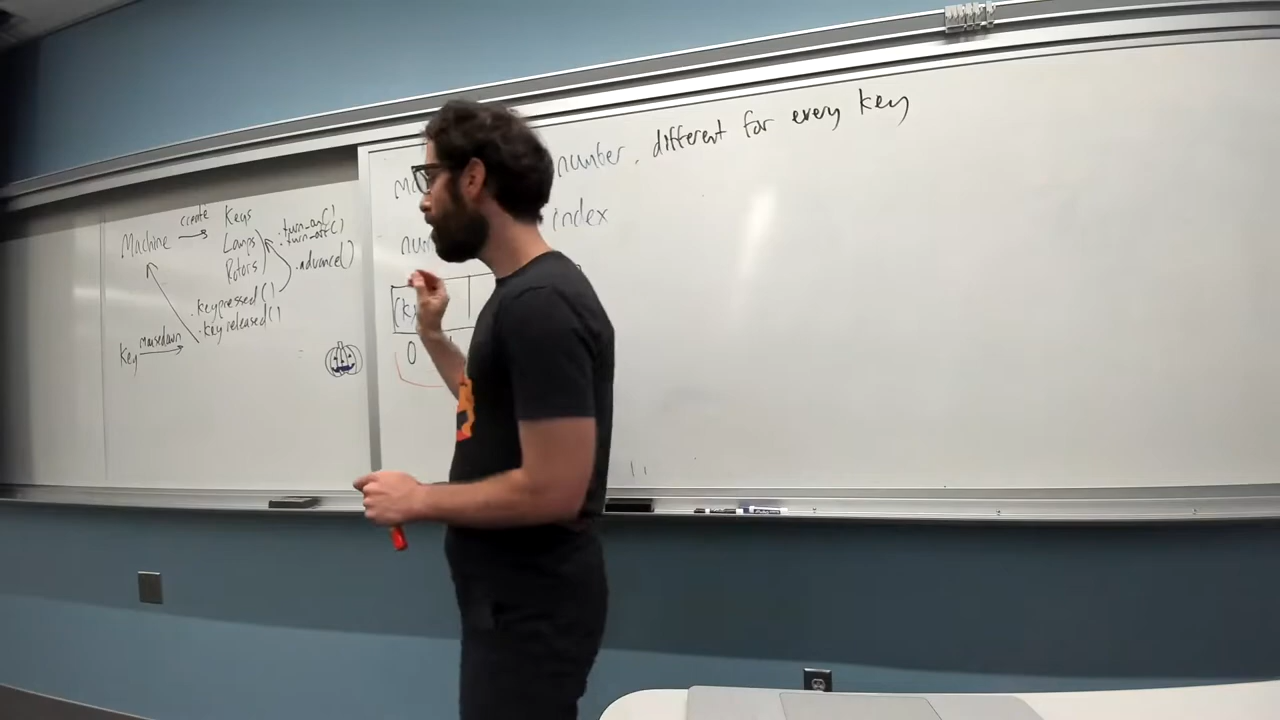 Machine create Keys
Lamps
Rotors
.turn_on()
.turn_off()
.advance()
.keypressed()
.keyreleased()
Key mousedown
number, different for every key
num index
(k,
0